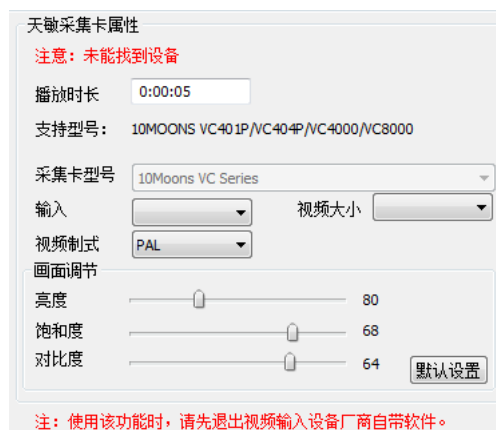 天敏采集卡属性
注意：未能找到设备
播放时长 0:00:05
支持型号： 10MOONS VC401P/VC404P/VC4000/VC8000
采集卡型号 10Moons VC Series
输入 视频大小
视频制式 PAL
画面调节
亮度 80
饱和度 68
对比度 64 默认设置
注：使用该功能时，请先退出视频输入设备厂商自带软件。